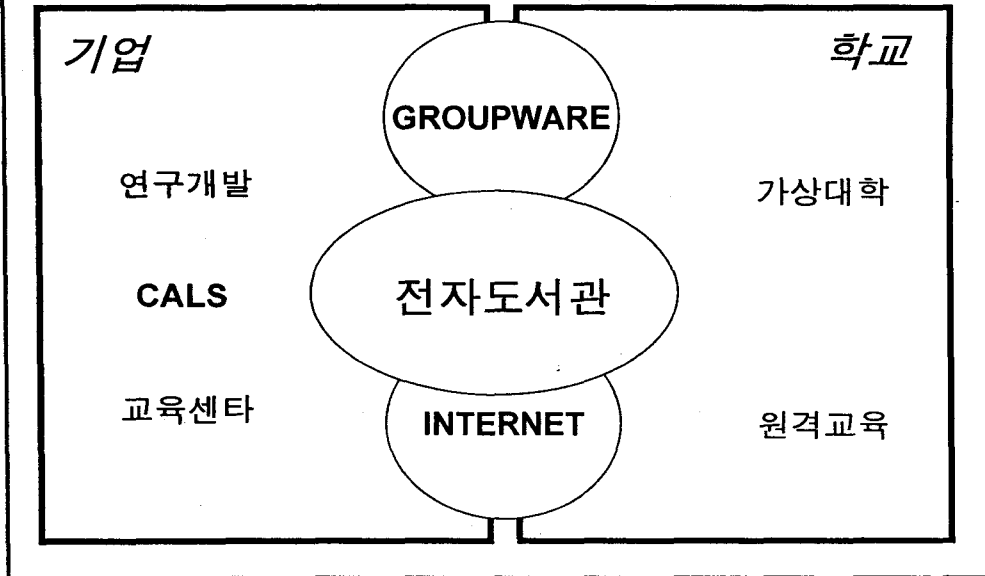 기업
학교
GROUPWARE
연구개발
가상대학
CALS
전자도서관
교육센타
INTERNET
원격교육